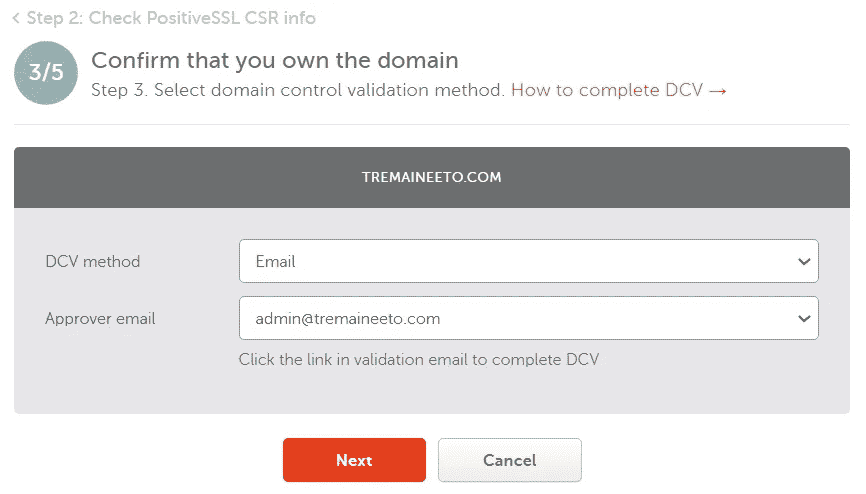 < Step 2: Check PositiveSSL CSR info
3/5
Confirm that you own the domain
Step 3. Select domain control validation method. How to complete DCV →
TREMAINEETO.COM
DCV method
Email
Approver email
admin@tremaineeto.com
Click the link in validation email to complete DCV
Next
Cancel